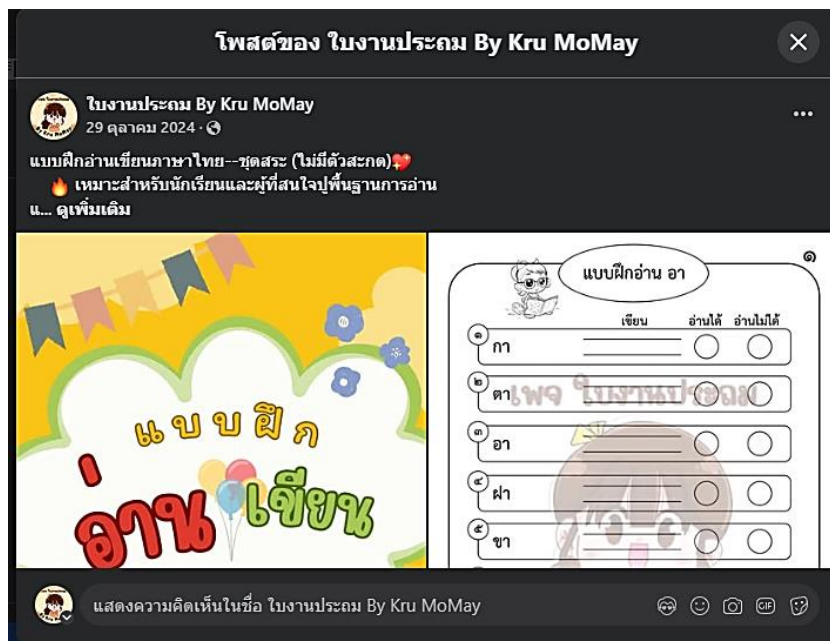 โพสต์ของ ใบงานประถม By Kru MoMay
ใบงานประถม By Kru MoMay
29 ตุลาคม 2024
แบบฝึกอ่านเขียนภาษาไทย--ชุดสระ (ไม่มีตัวสะกด)💖
🔥 เหมาะสำหรับนักเรียนและผู้ที่สนใจปูพื้นฐานการอ่าน
แ... ดูเพิ่มเติม
แบบฝึก
อ่าน เขียน
๑
แบบฝึกอ่าน อา
เขียน อ่านได้ อ่านไม่ได้
๑ กา
๒ ตา
เพจ ใบงานประถม
๓ อา
๔ ฝา
๕ ขา
แสดงความคิดเห็นในชื่อ ใบงานประถม By Kru MoMay
GIF